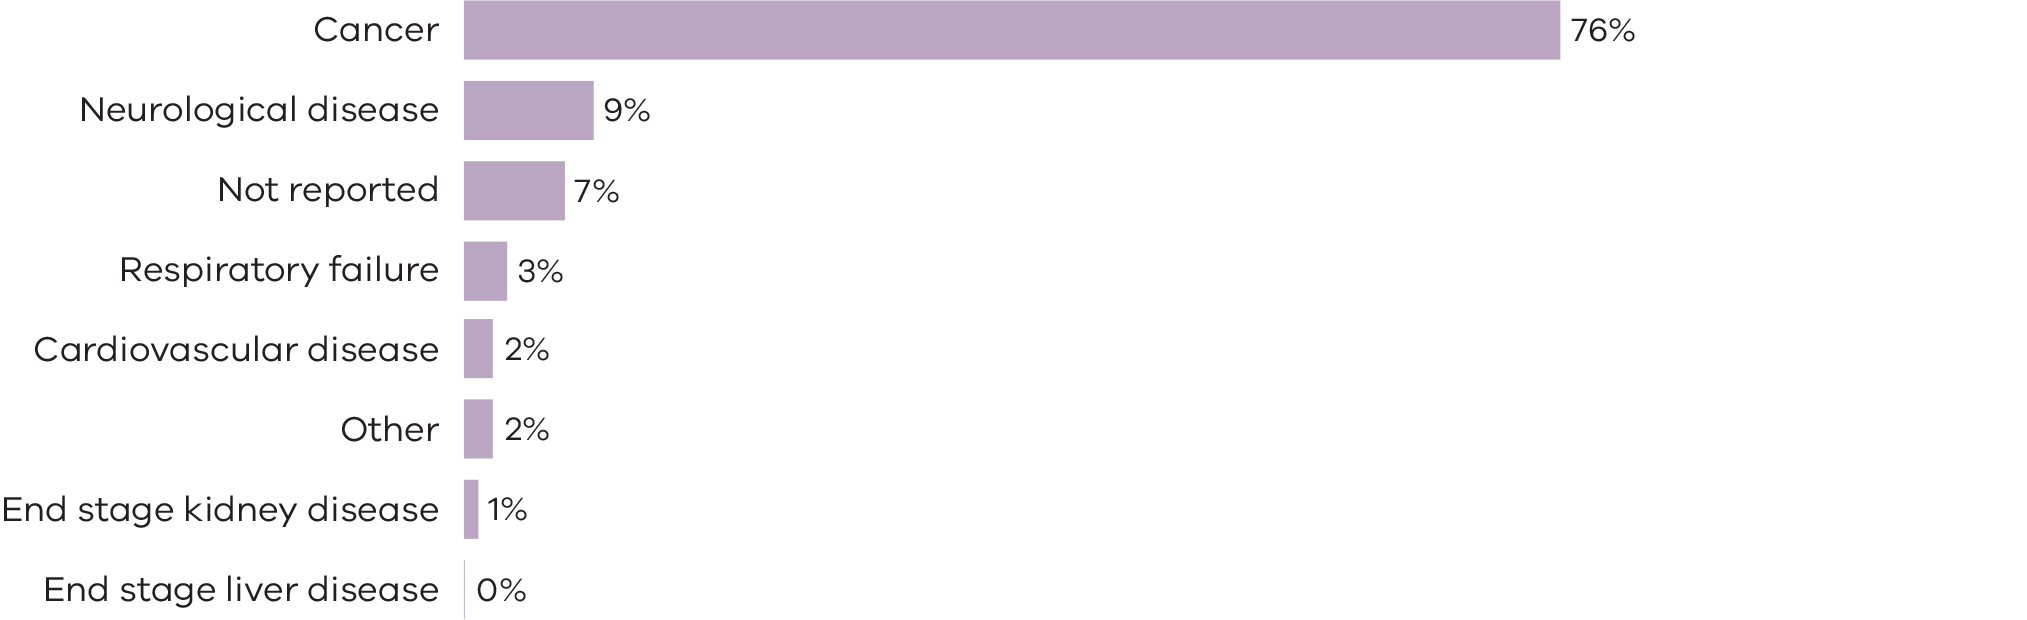 Cancer 76%
Neurological disease 9%
Not reported 7%
Respiratory failure 3%
Cardiovascular disease 2%
Other 2%
End stage kidney disease 1%
End stage liver disease 0%